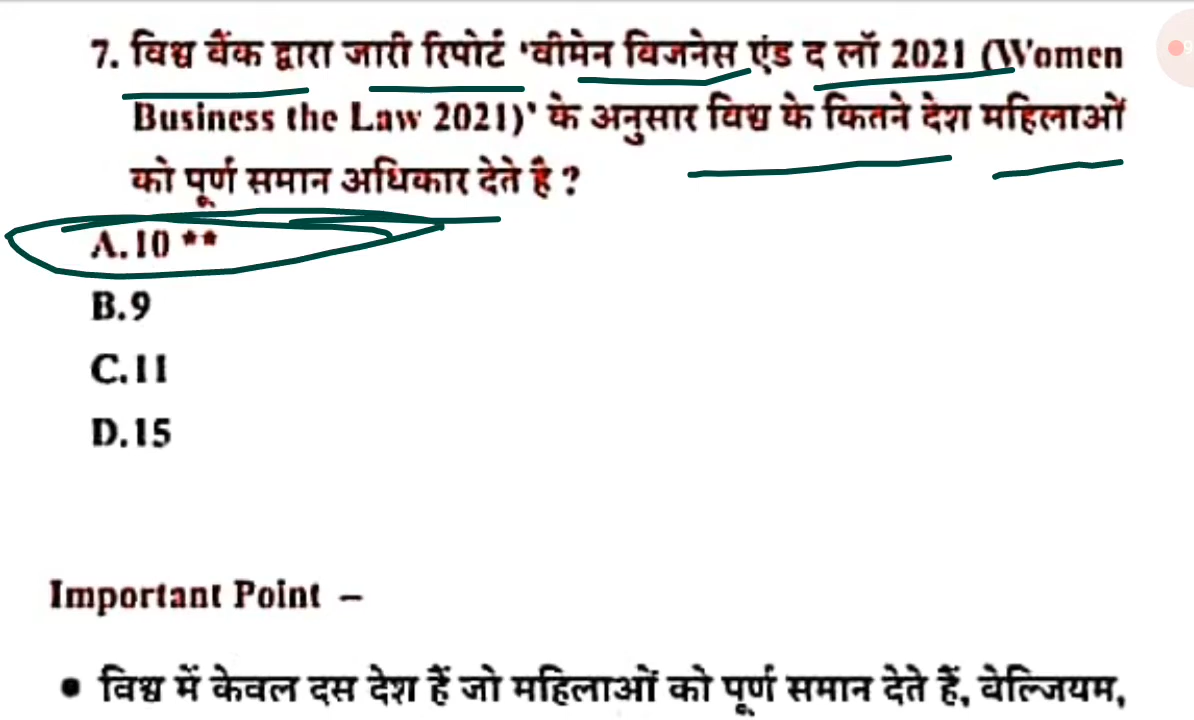 7. विश्व बैंक द्वारा जारी रिपोर्ट 'वीमेन विजनेस एंड द लॉ 2021 (Women
Business the Law 2021)' के अनुसार विश्व के कितने देश महिलाओं
को पूर्ण समान अधिकार देते है ?
A.10 **
B.9
C.11
D.15
Important Point –
• विश्व में केवल दस देश हैं जो महिलाओं को पूर्ण समान देते हैं, बेल्जियम,